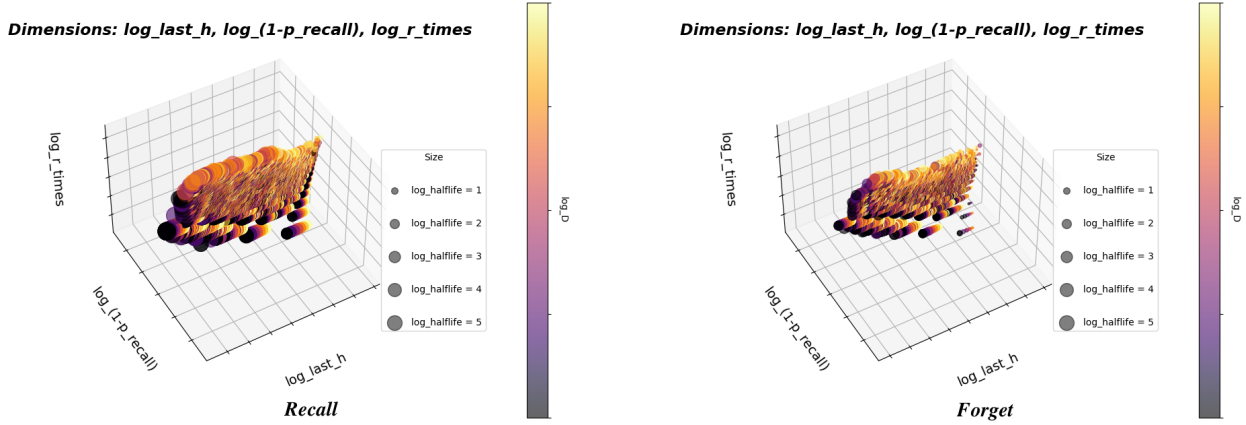 Dimensions: log_last_h, log_(1-p_recall), log_r_times
log_r_times
log_(1-p_recall)
log_last_h
Size
log_halflife = 1
log_halflife = 2
log_halflife = 3
log_halflife = 4
log_halflife = 5
log_D
Recall
Dimensions: log_last_h, log_(1-p_recall), log_r_times
log_r_times
log_(1-p_recall)
log_last_h
Size
log_halflife = 1
log_halflife = 2
log_halflife = 3
log_halflife = 4
log_halflife = 5
log_D
Forget